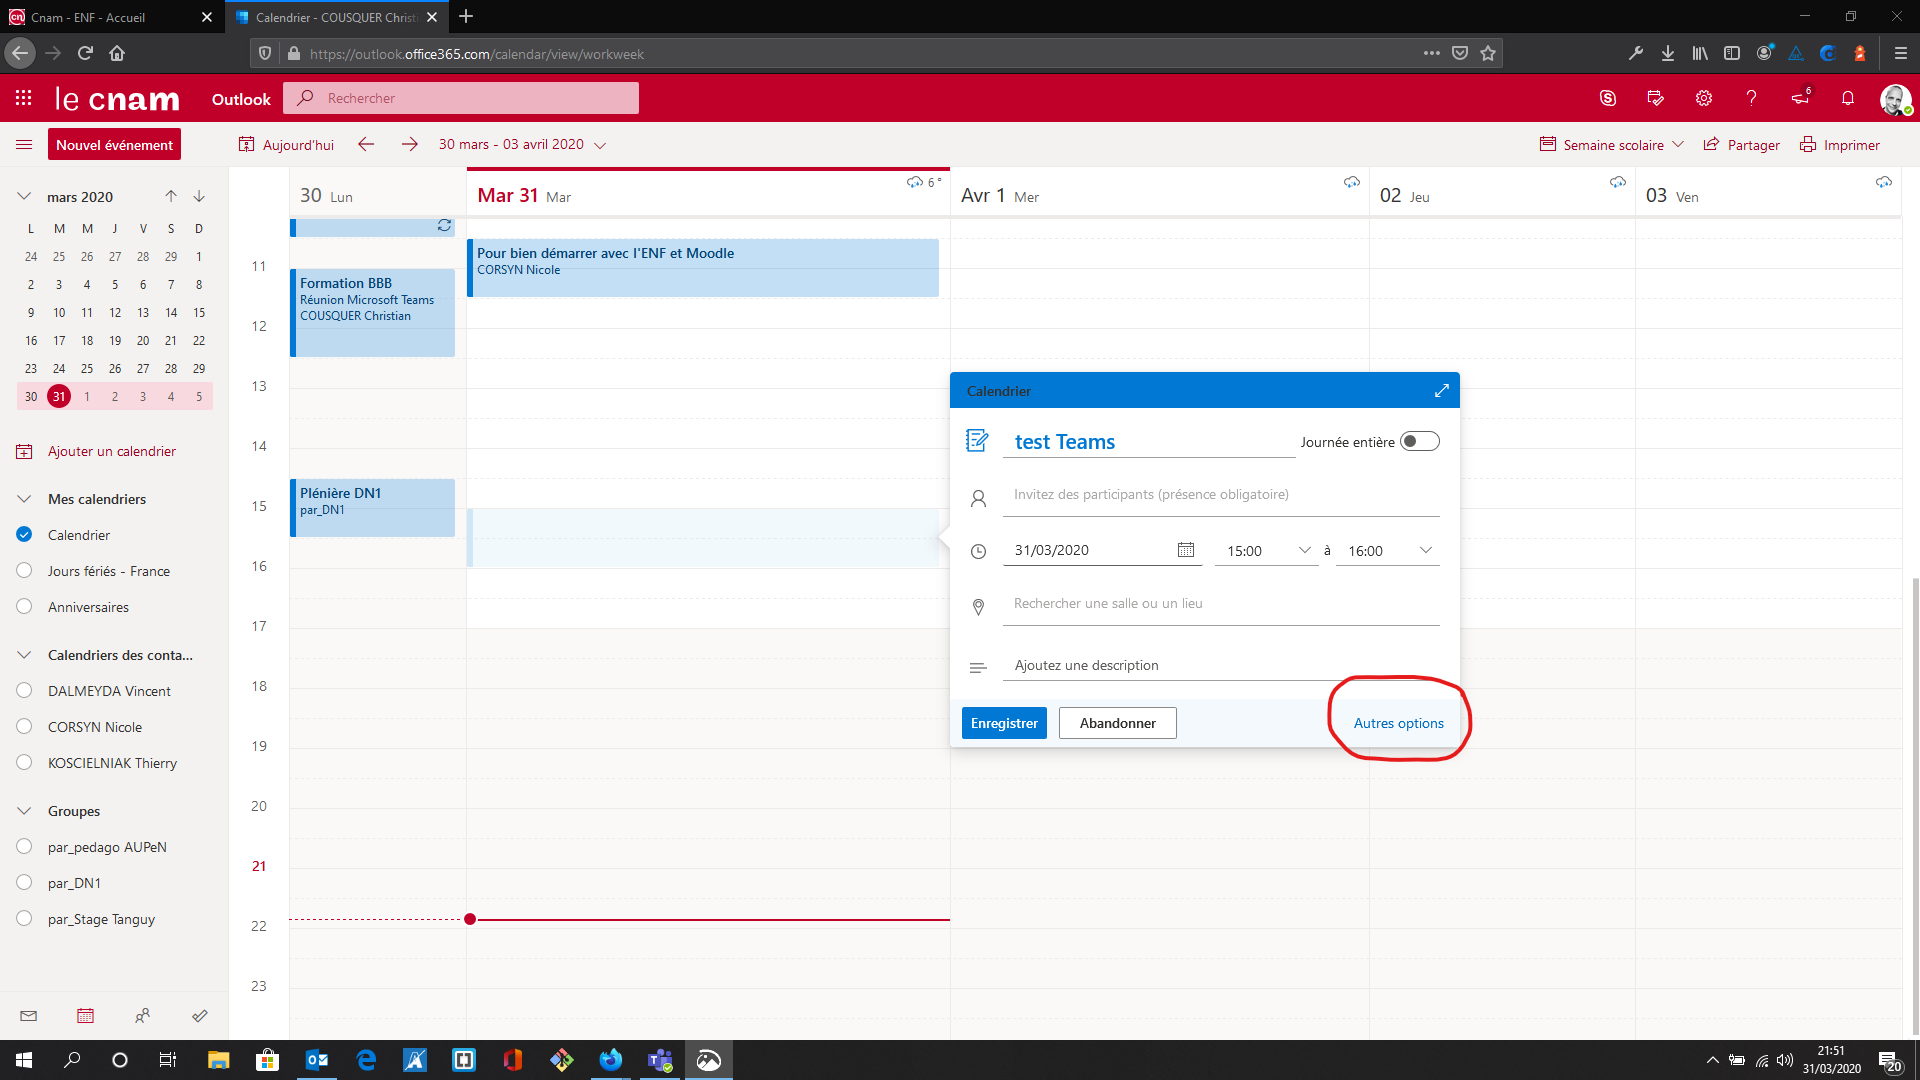 Cnam - ENF - Accueil
Calendrier - COUSQUER Christi
https://outlook.office365.com/calendar/view/workweek
le cnam
Outlook
Rechercher
6
Nouvel événement
Aujourd'hui
30 mars - 03 avril 2020
Semaine scolaire
Partager
Imprimer
mars 2020
L M M J V S D
24 25 26 27 28 29 1
2 3 4 5 6 7 8
9 10 11 12 13 14 15
16 17 18 19 20 21 22
23 24 25 26 27 28 29
30 31 1 2 3 4 5
Ajouter un calendrier
Mes calendriers
Calendrier
Jours fériés - France
Anniversaires
Calendriers des conta...
DALMEYDA Vincent
CORSYN Nicole
KOSCIELNIAK Thierry
Groupes
par_pedago AUPeN
par_DN1
par_Stage Tanguy
30 Lun
Mar 31 Mar
6 °
Avr 1 Mer
02 Jeu
03 Ven
11
12
13
14
15
16
17
18
19
20
21
22
23
Formation BBB
Réunion Microsoft Teams
COUSQUER Christian
Plénière DN1
par_DN1
Pour bien démarrer avec l'ENF et Moodle
CORSYN Nicole
Calendrier
test Teams
Journée entière
Invitez des participants (présence obligatoire)
31/03/2020
15:00
à
16:00
Rechercher une salle ou un lieu
Ajoutez une description
Enregistrer
Abandonner
Autres options
21:51
31/03/2020
20